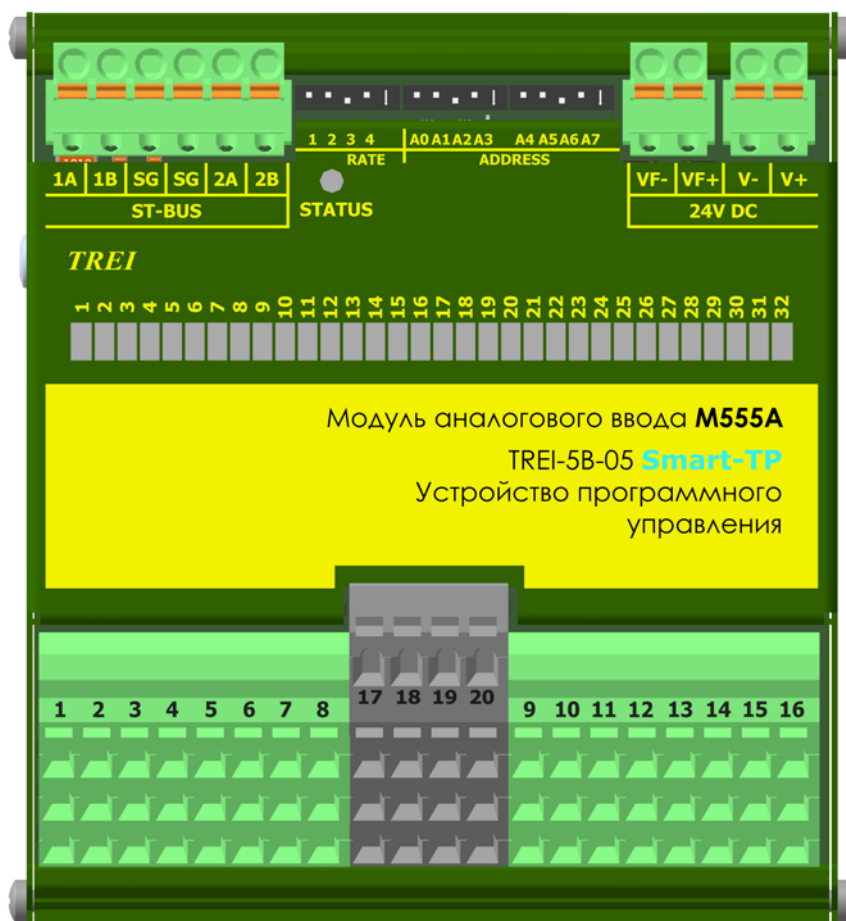 1 2 3 4 A0 A1 A2 A3 A4 A5 A6 A7
RATE ADDRESS
1A 1B SG SG 2A 2B
ST-BUS
STATUS
VF- VF+ V- V+
24V DC
TREI
1 2 3 4 5 6 7 8 9 10 11 12 13 14 15 16 17 18 19 20 21 22 23 24 25 26 27 28 29 30 31 32
Модуль аналогового ввода M555A
TREI-5B-05 Smart-TP
Устройство программного
управления
17 18 19 20
1 2 3 4 5 6 7 8 9 10 11 12 13 14 15 16